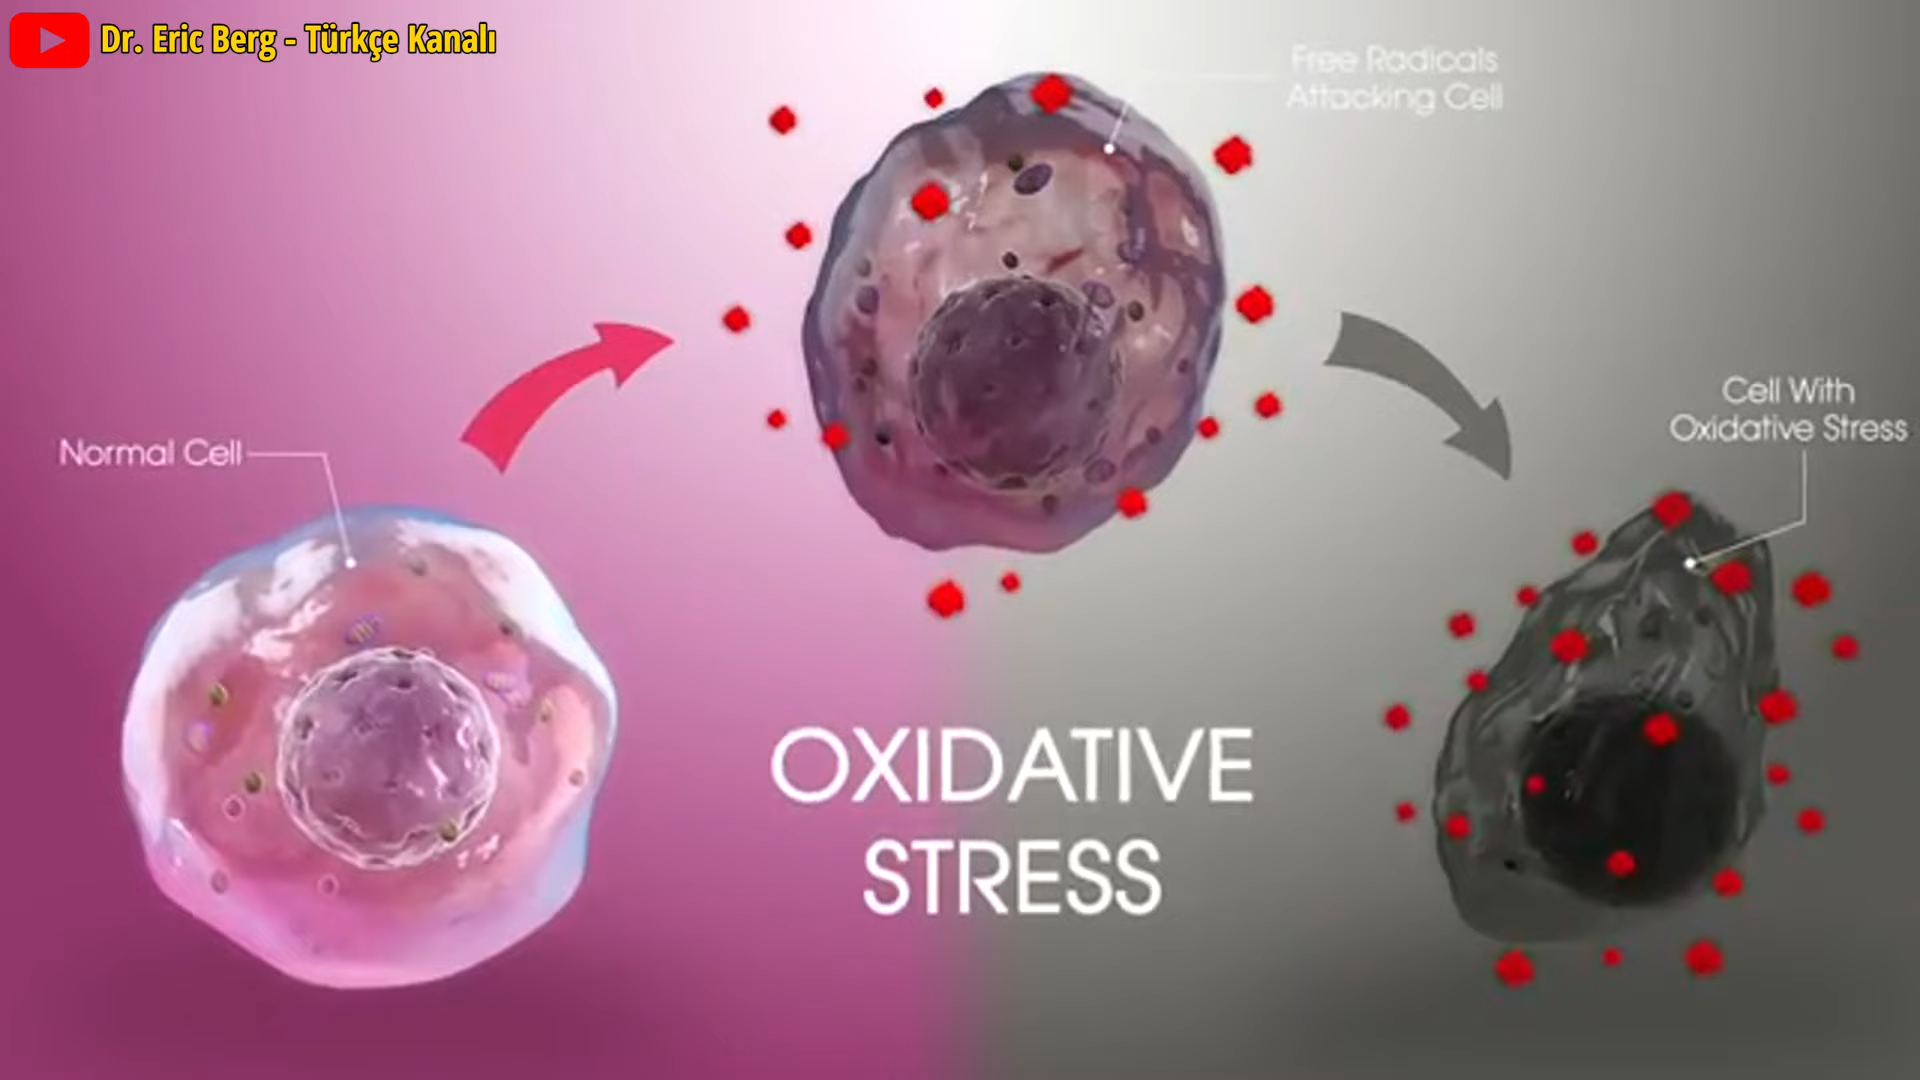 Dr. Eric Berg - Türkçe Kanalı
Free Radicals
Attacking Cell
Cell With
Oxidative Stress
Normal Cell
OXIDATIVE
STRESS